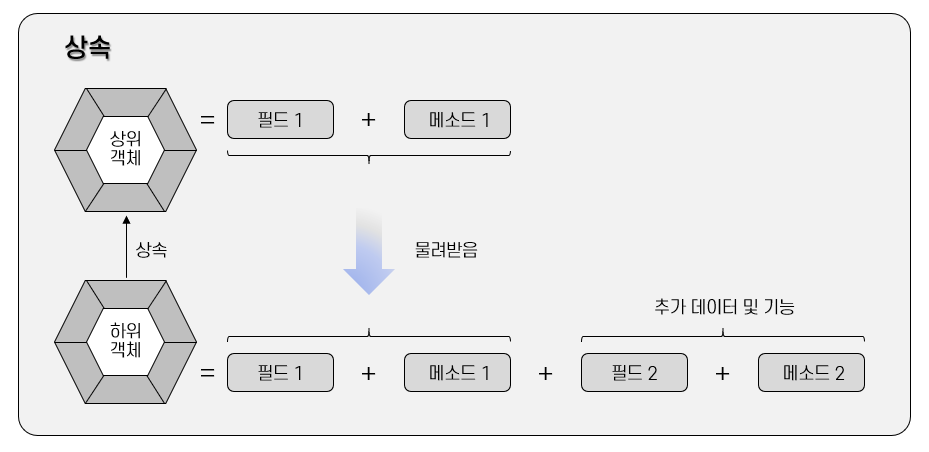 상속
상위
객체
= 필드 1 + 메소드 1
상속
물려받음
추가 데이터 및 기능
하위
객체
= 필드 1 + 메소드 1 + 필드 2 + 메소드 2